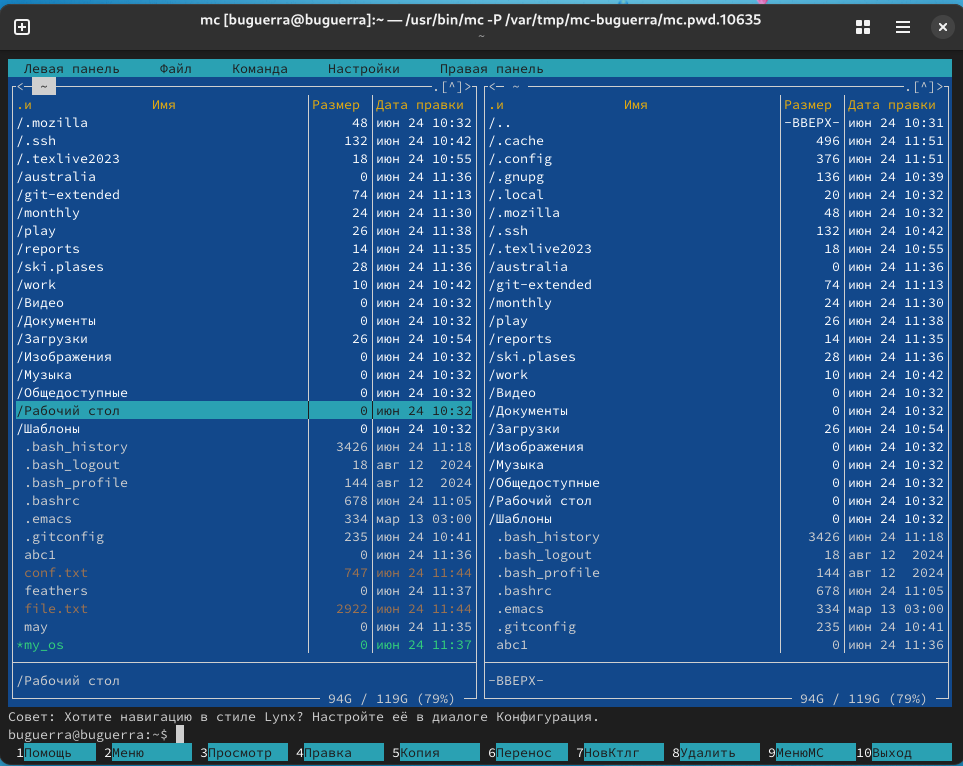 mc [buguerra@buguerra]:~ — /usr/bin/mc -P /var/tmp/mc-buguerra/mc.pwd.10635
~
Левая панель Файл Команда Настройки Правая панель
<─ ~ ─.[^]>
.и Имя Размер Дата правки
/.mozilla 48 июн 24 10:32
/.ssh 132 июн 24 10:42
/.texlive2023 18 июн 24 10:55
/australia 0 июн 24 11:36
/git-extended 74 июн 24 11:13
/monthly 24 июн 24 11:30
/play 26 июн 24 11:38
/reports 14 июн 24 11:35
/ski.plases 28 июн 24 11:36
/work 10 июн 24 10:42
/Видео 0 июн 24 10:32
/Документы 0 июн 24 10:32
/Загрузки 26 июн 24 10:54
/Изображения 0 июн 24 10:32
/Музыка 0 июн 24 10:32
/Общедоступные 0 июн 24 10:32
/Рабочий стол 0 июн 24 10:32
/Шаблоны 0 июн 24 10:32
.bash_history 3426 июн 24 11:18
.bash_logout 18 авг 12 2024
.bash_profile 144 авг 12 2024
.bashrc 678 июн 24 11:05
.emacs 334 мар 13 03:00
.gitconfig 235 июн 24 10:41
abc1 0 июн 24 11:36
conf.txt 747 июн 24 11:44
feathers 0 июн 24 11:37
file.txt 2922 июн 24 11:44
may 0 июн 24 11:35
*my_os 0 июн 24 11:37
/Рабочий стол
94G / 119G (79%)
<─ ~ ─.[^]>
.и Имя Размер Дата правки
/.. -ВВЕРХ- июн 24 10:31
/.cache 496 июн 24 11:51
/.config 376 июн 24 11:51
/.gnupg 136 июн 24 10:39
/.local 20 июн 24 10:32
/.mozilla 48 июн 24 10:32
/.ssh 132 июн 24 10:42
/.texlive2023 18 июн 24 10:55
/australia 0 июн 24 11:36
/git-extended 74 июн 24 11:13
/monthly 24 июн 24 11:30
/play 26 июн 24 11:38
/reports 14 июн 24 11:35
/ski.plases 28 июн 24 11:36
/work 10 июн 24 10:42
/Видео 0 июн 24 10:32
/Документы 0 июн 24 10:32
/Загрузки 26 июн 24 10:54
/Изображения 0 июн 24 10:32
/Музыка 0 июн 24 10:32
/Общедоступные 0 июн 24 10:32
/Рабочий стол 0 июн 24 10:32
/Шаблоны 0 июн 24 10:32
.bash_history 3426 июн 24 11:18
.bash_logout 18 авг 12 2024
.bash_profile 144 авг 12 2024
.bashrc 678 июн 24 11:05
.emacs 334 мар 13 03:00
.gitconfig 235 июн 24 10:41
abc1 0 июн 24 11:36
-ВВЕРХ-
94G / 119G (79%)
Совет: Хотите навигацию в стиле Lynx? Настройте её в диалоге Конфигурация.
buguerra@buguerra:~$
1Помощь 2Меню 3Просмотр 4Правка 5Копия 6Перенос 7НовКтлг 8Удалить 9МенюМС 10Выход